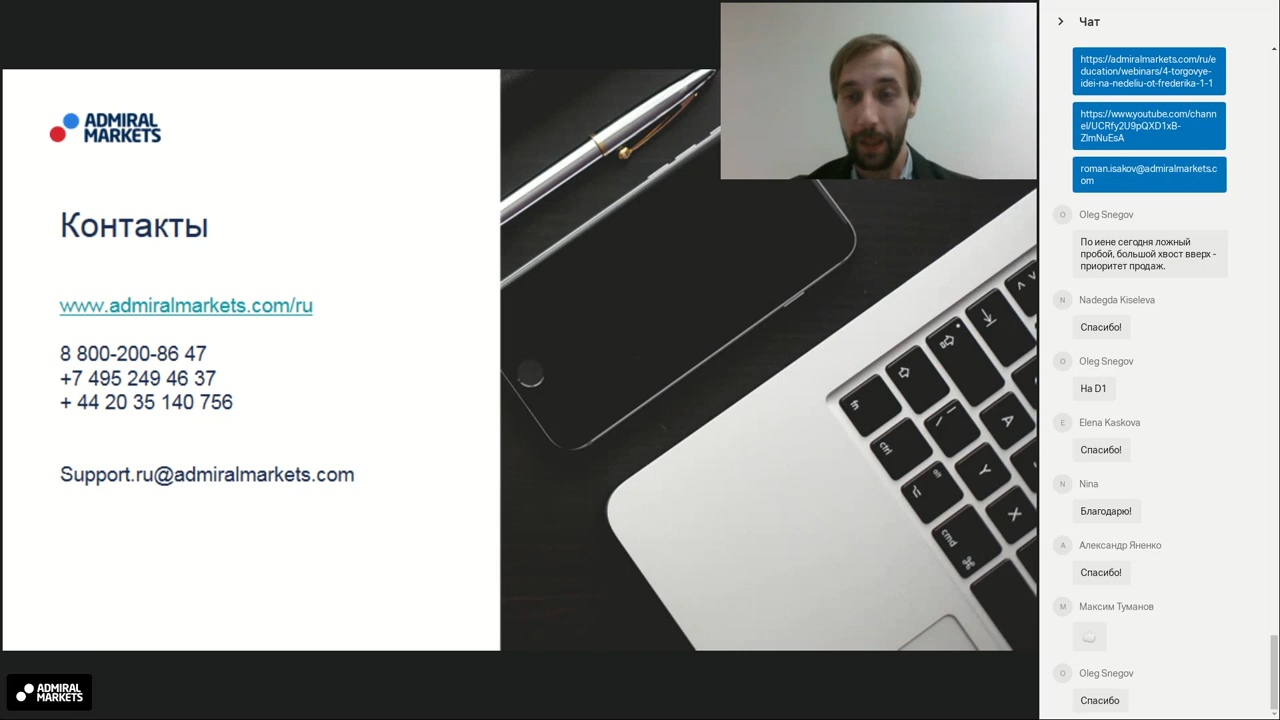 ADMIRAL
MARKETS
Контакты
www.admiralmarkets.com/ru
8 800-200-86 47
+7 495 249 46 37
+ 44 20 35 140 756
Support.ru@admiralmarkets.com
fn
ctrl
alt
cmd
A
Y
X
ADMIRAL
MARKETS
Чат
https://admiralmarkets.com/ru/e
ducation/webinars/4-torgovye-
idei-na-nedeliu-ot-frederika-1-1
https://www.youtube.com/chann
el/UCRfy2U9pQXD1xB-
ZlmNuEsA
roman.isakov@admiralmarkets.c
om
O
Oleg Snegov
По иене сегодня ложный
пробой, большой хвост вверх -
приоритет продаж.
N
Nadegda Kiseleva
Спасибо!
O
Oleg Snegov
На D1
E
Elena Kaskova
Спасибо!
N
Nina
Благодарю!
А
Александр Яненко
Спасибо!
М
Максим Туманов
O
Oleg Snegov
Спасибо